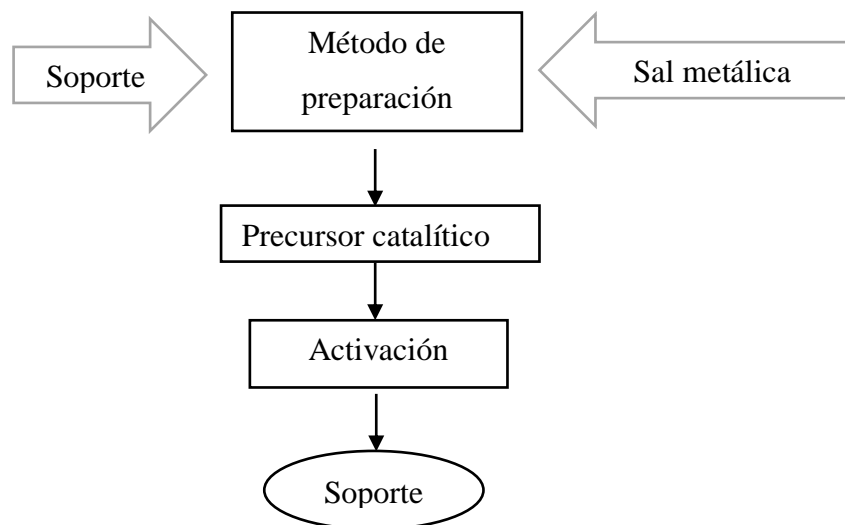 Soporte
Método de
preparación
Sal metálica
Precursor catalítico
Activación
Soporte